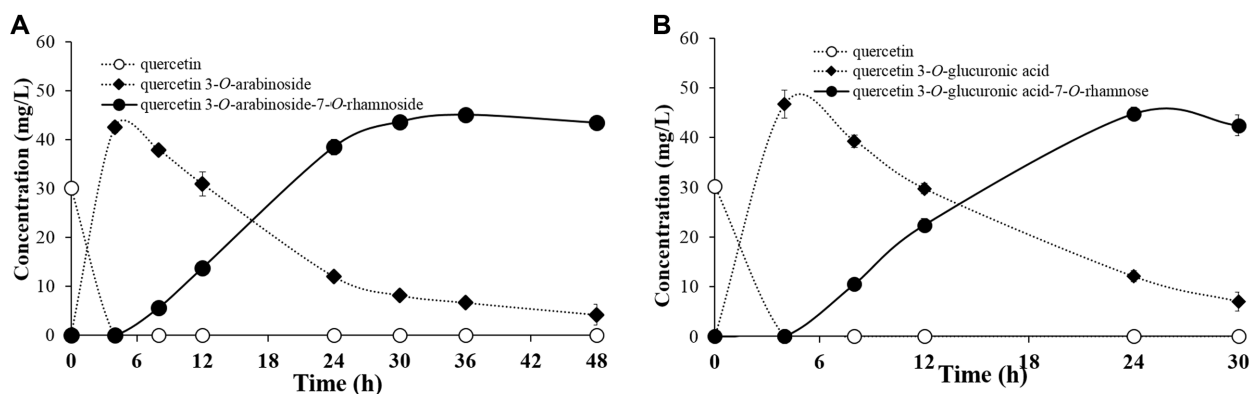 A
Concentration (mg/L)
60
50
40
30
20
10
0
quercetin
quercetin 3-O-arabinoside
quercetin 3-O-arabinoside-7-O-rhamnoside
0 6 12 18 24 30 36 42 48
Time (h)
B
Concentration (mg/L)
60
50
40
30
20
10
0
quercetin
quercetin 3-O-glucuronic acid
quercetin 3-O-glucuronic acid-7-O-rhamnose
0 6 12 18 24 30
Time (h)